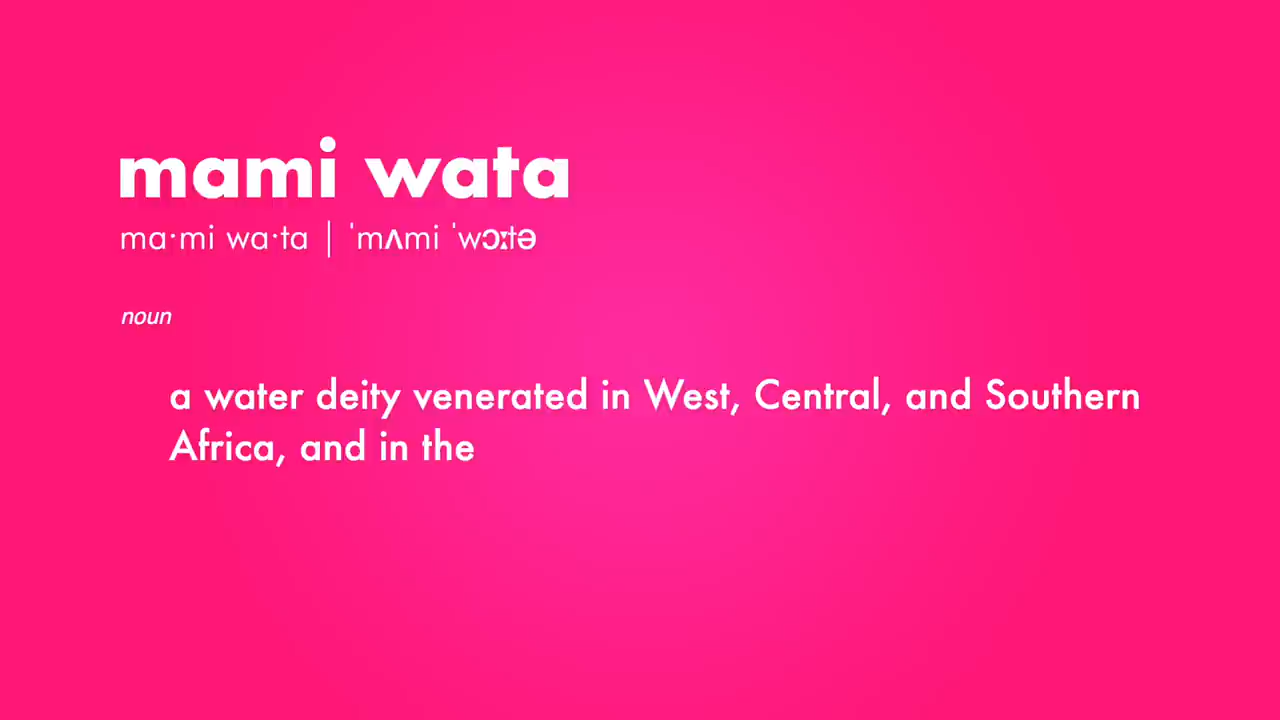 mami wata
ma·mi wa·ta | ˈmʌmi ˈwɔːtə
noun
a water deity venerated in West, Central, and Southern
Africa, and in the